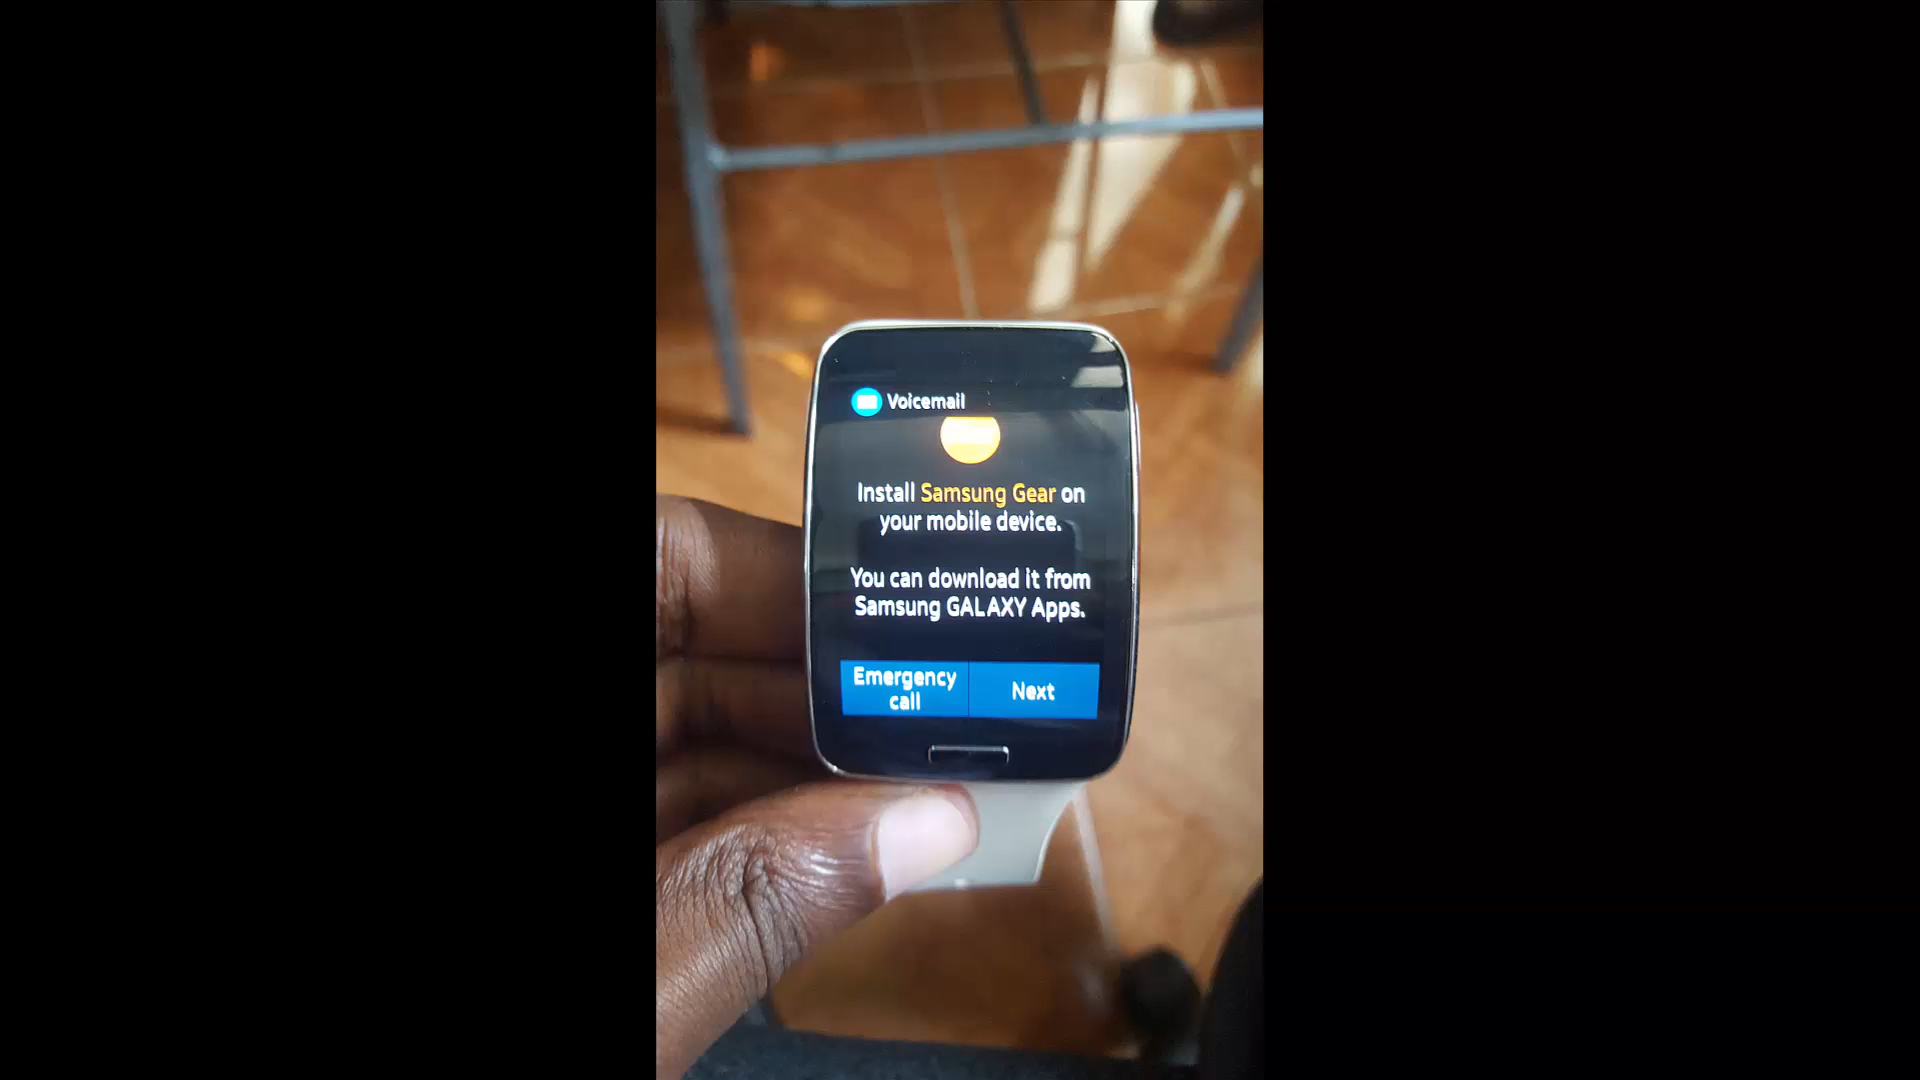 Voicemail
Install Samsung Gear on
your mobile device.
You can download it from
Samsung GALAXY Apps.
Emergency
call
Next